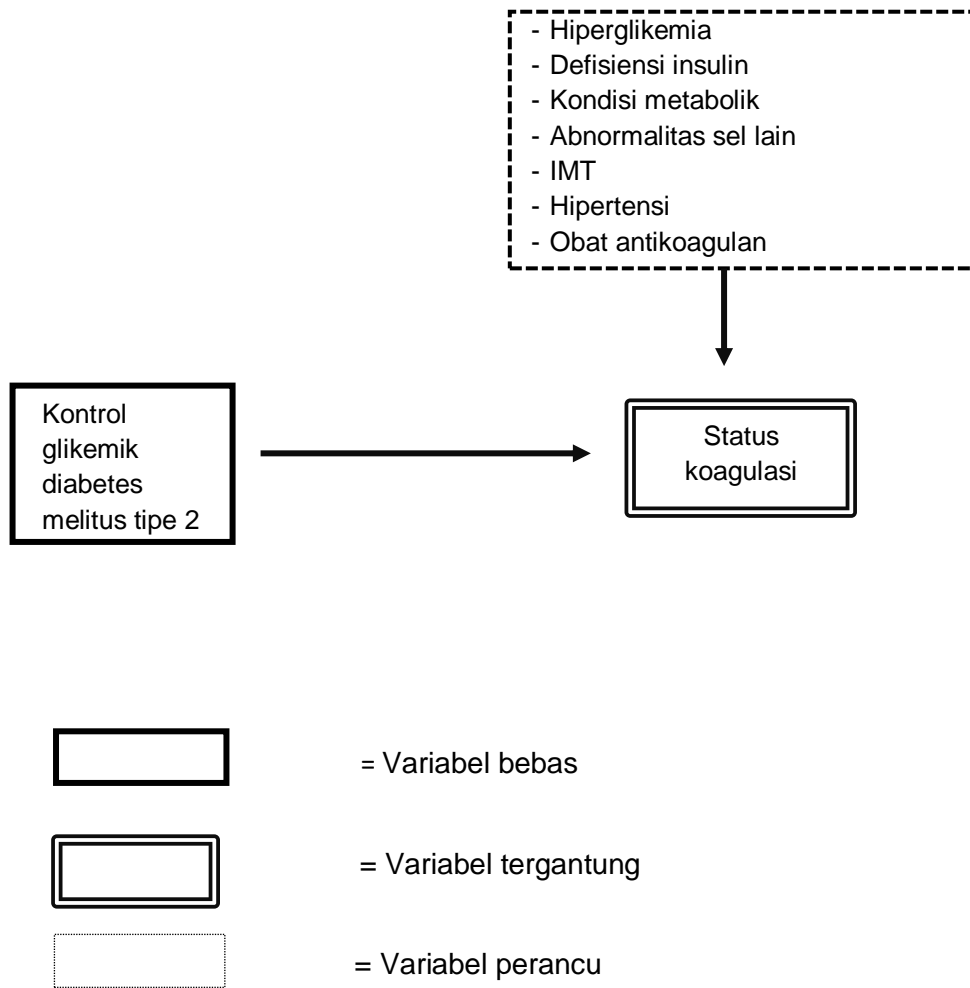 - Hiperglikemia
- Defisiensi insulin
- Kondisi metabolik
- Abnormalitas sel lain
- IMT
- Hipertensi
- Obat antikoagulan
Kontrol
glikemik
diabetes
melitus tipe 2
Status
koagulasi
= Variabel bebas
= Variabel tergantung
= Variabel perancu